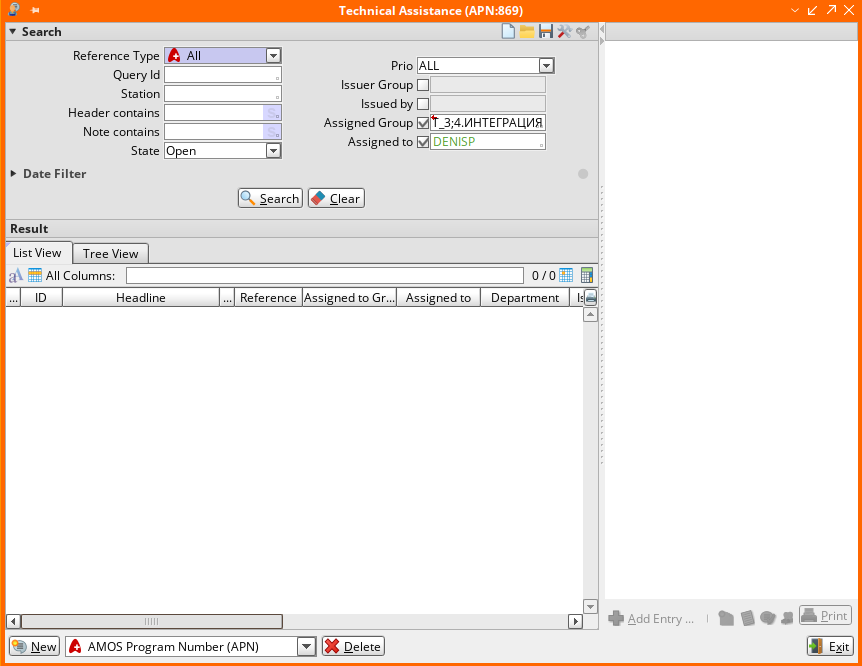 Technical Assistance (APN:869)
Search
Reference Type All
Prio ALL
Query Id
Issuer Group
Station
Issued by
Header contains
Assigned Group T_3;4.ИНТЕГРАЦИЯ
Note contains
Assigned to DENISP
State Open
Date Filter
Search Clear
Result
List View Tree View
All Columns: 0 / 0
... ID Headline ... Reference Assigned to Gr... Assigned to Department
Add Entry ... Print
New AMOS Program Number (APN) Delete Exit